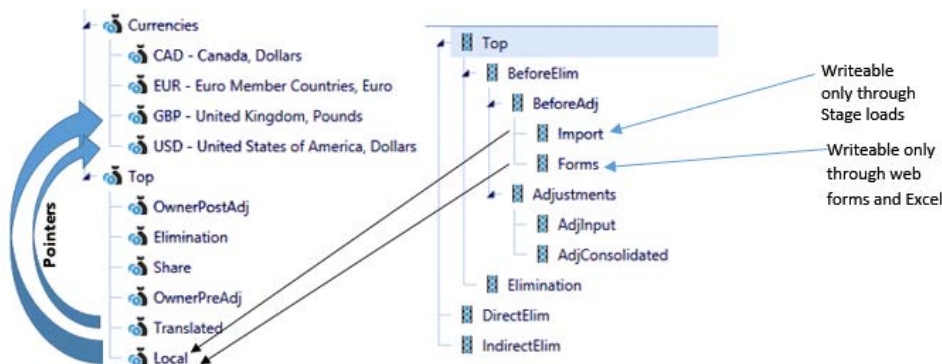 Currencies
CAD - Canada, Dollars
EUR - Euro Member Countries, Euro
GBP - United Kingdom, Pounds
USD - United States of America, Dollars
Top
OwnerPostAdj
Elimination
Share
OwnerPreAdj
Translated
Local
Pointers
Top
BeforeElim
BeforeAdj
Import
Forms
Adjustments
AdjInput
AdjConsolidated
Elimination
DirectElim
IndirectElim
Writeable
only through
Stage loads
Writeable only
through web
forms and Excel